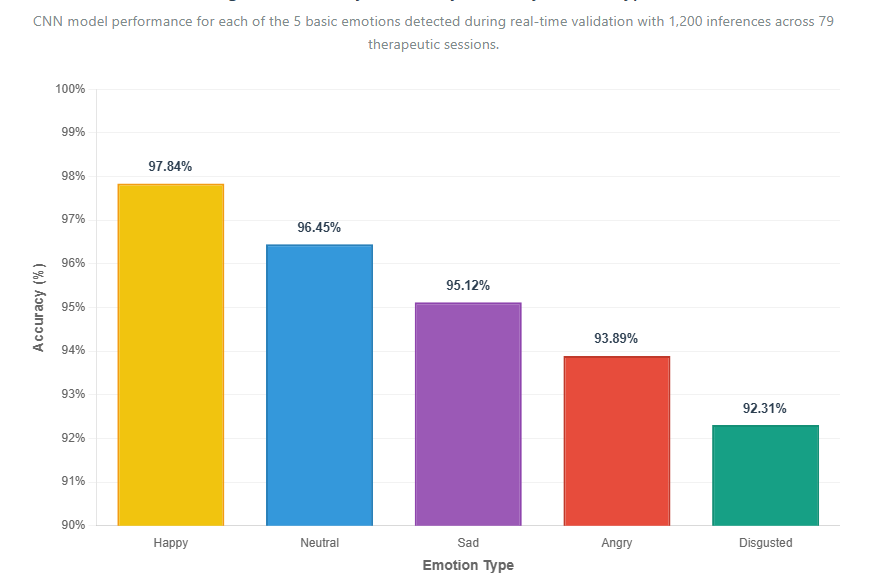 CNN model performance for each of the 5 basic emotions detected during real-time validation with 1,200 inferences across 79
therapeutic sessions.
100%
99%
98%
97%
96%
95%
94%
93%
92%
91%
90%
Accuracy (%)
97.84%
96.45%
95.12%
93.89%
92.31%
Happy
Neutral
Sad
Angry
Disgusted
Emotion Type